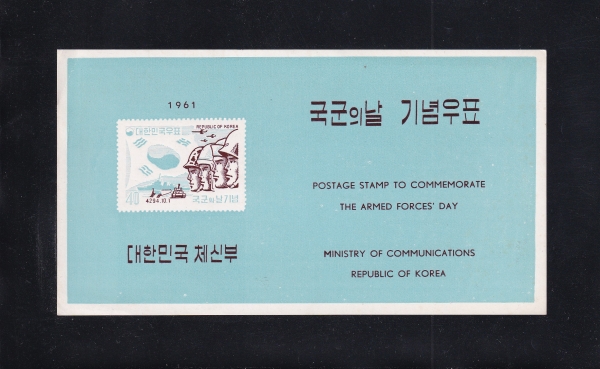 1961
대한민국우표
REPUBLIC OF KOREA
40
4294.10.1
국군의날기념
대한민국 체신부
국군의날 기념우표
POSTAGE STAMP TO COMMEMORATE
THE ARMED FORCES' DAY
MINISTRY OF COMMUNICATIONS
REPUBLIC OF KOREA